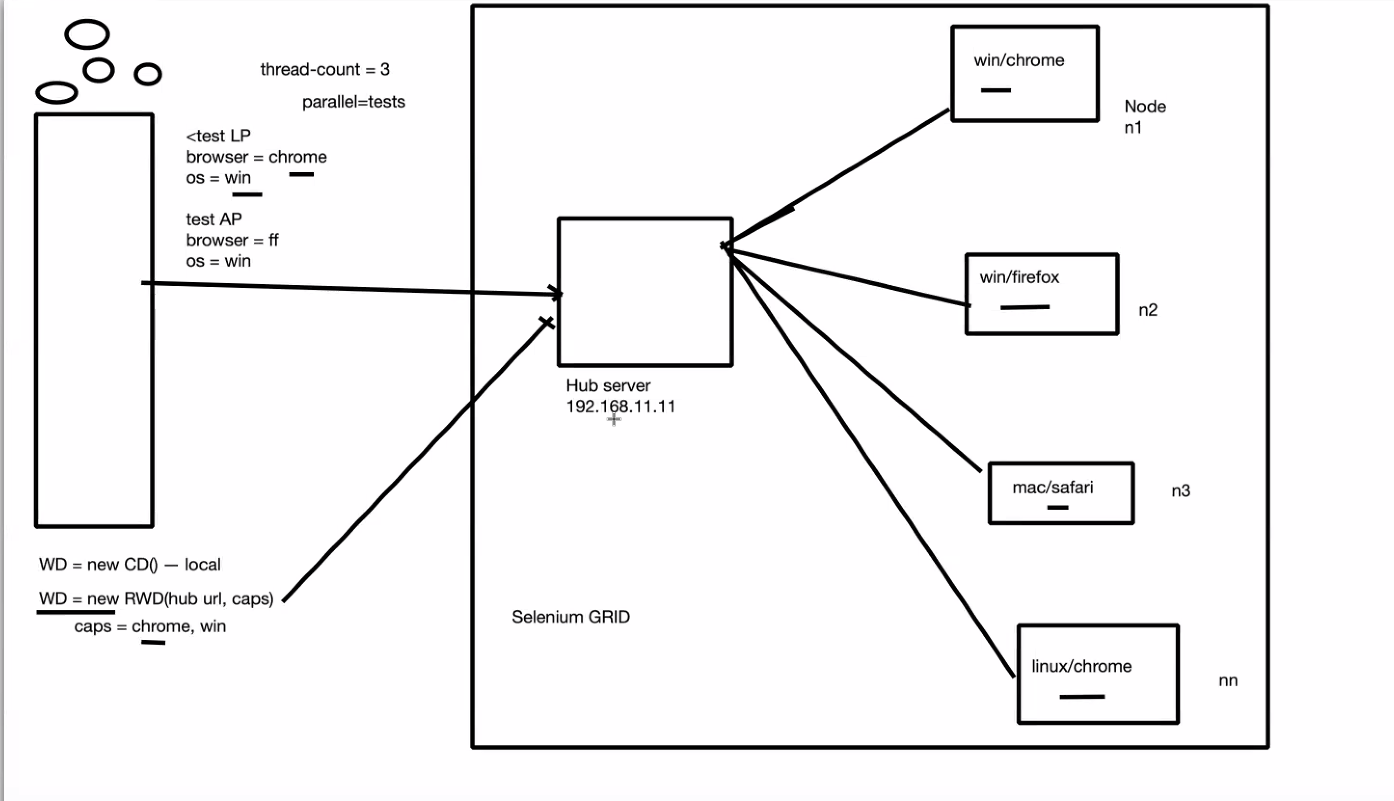 thread-count = 3
parallel=tests
<test LP
browser = chrome
os = win
test AP
browser = ff
os = win
WD = new CD() — local
WD = new RWD(hub url, caps)
caps = chrome, win
Hub server
192.168.11.11
Selenium GRID
win/chrome
Node
n1
win/firefox
n2
mac/safari
n3
linux/chrome
nn